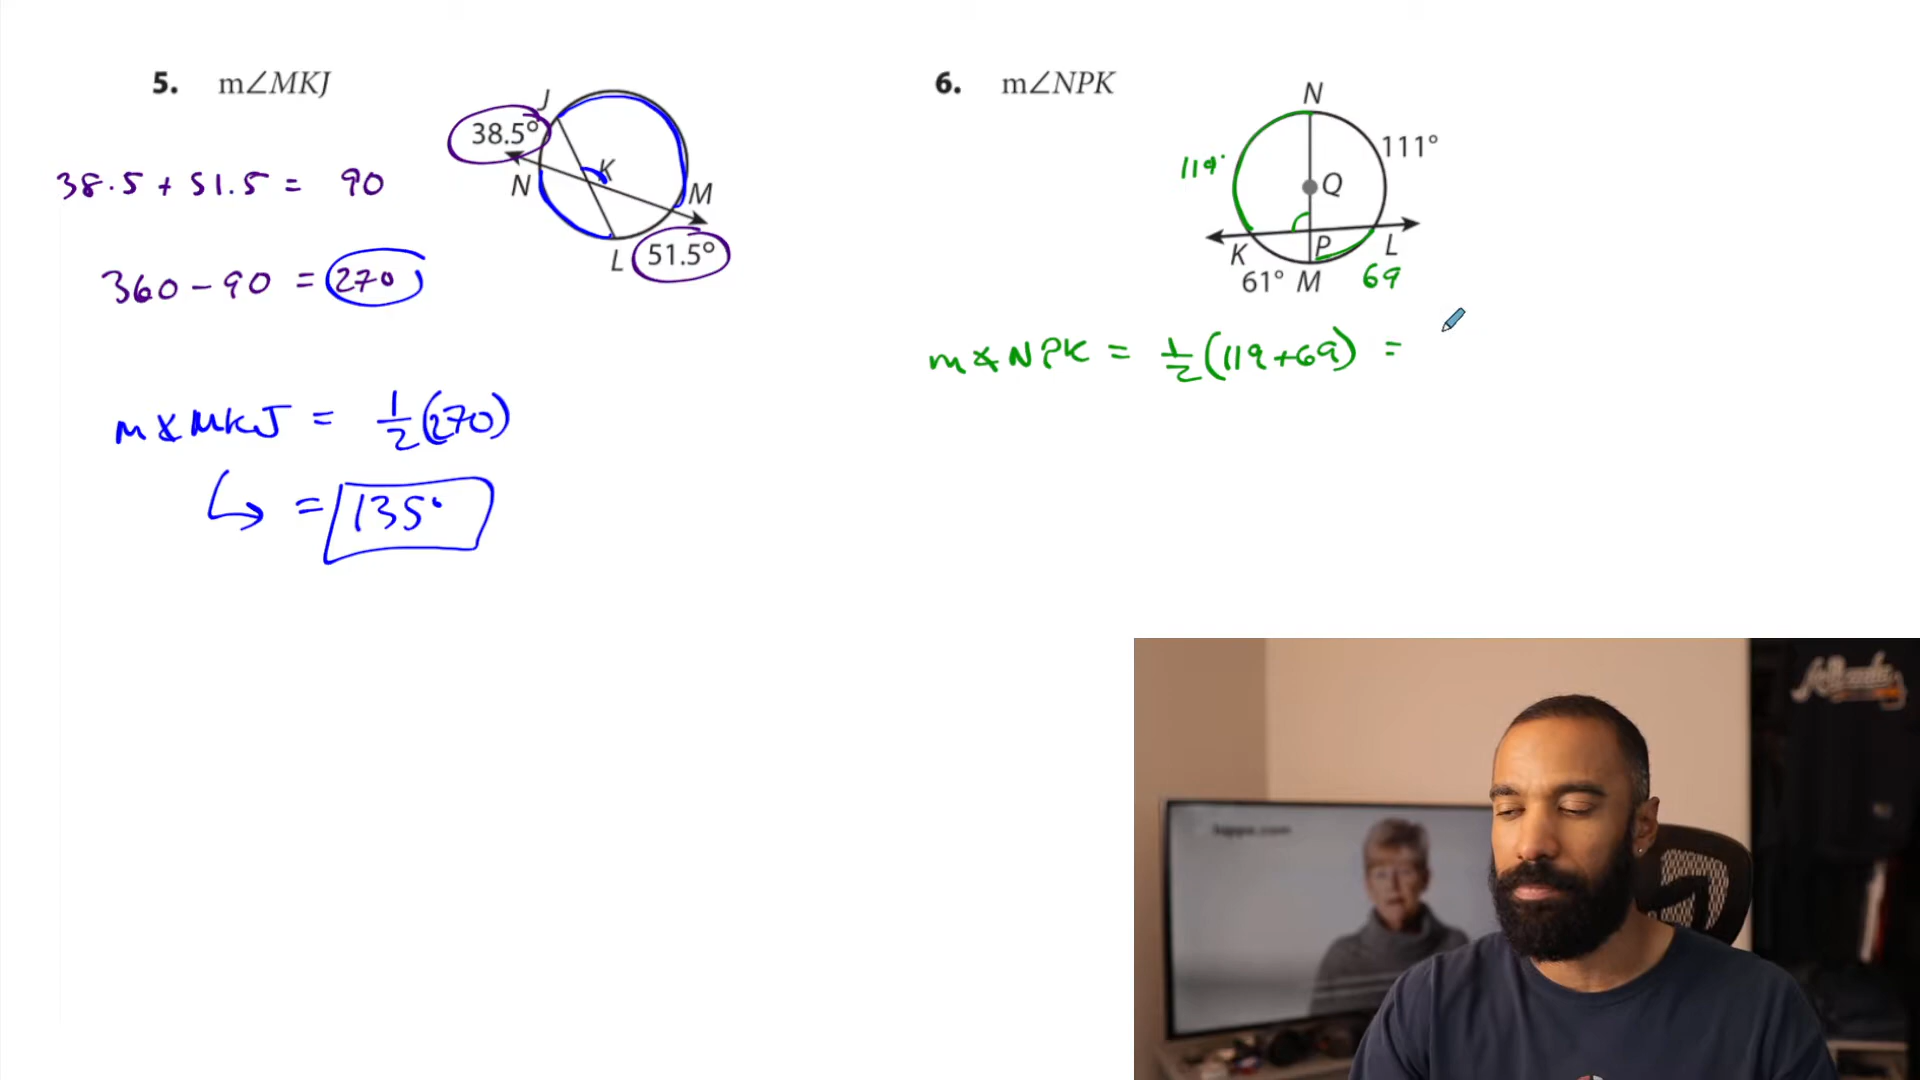 5. m∠MKJ
J
38.5°
K
N
M
L
51.5°
38.5 + 51.5 = 90
360 - 90 = 270
m∡MKJ = 1/2(270)
= 135°
6. m∠NPK
N
111°
119°
Q
K
P
L
61°
M
69
m∡NPK = 1/2(119+69) =